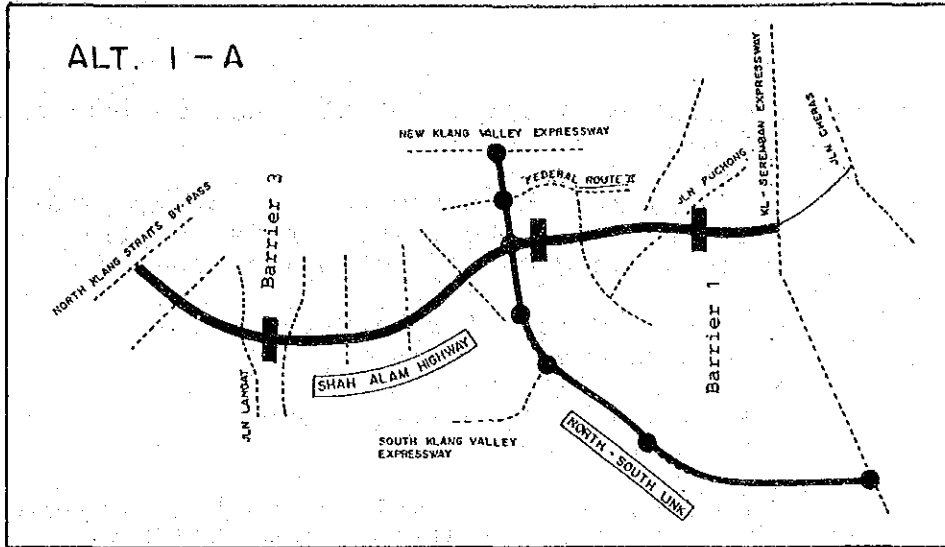 ALT. I - A
NEW KLANG VALLEY EXPRESSWAY
FEDERAL ROUTE II
JLN PUCHONG
KL - SEREMBAN EXPRESSWAY
JLN CHERAS
NORTH KLANG STRAITS BY-PASS
Barrier 3
JLN LANGAT
SHAH ALAM HIGHWAY
Barrier 1
SOUTH KLANG VALLEY
EXPRESSWAY
NORTH - SOUTH LINK